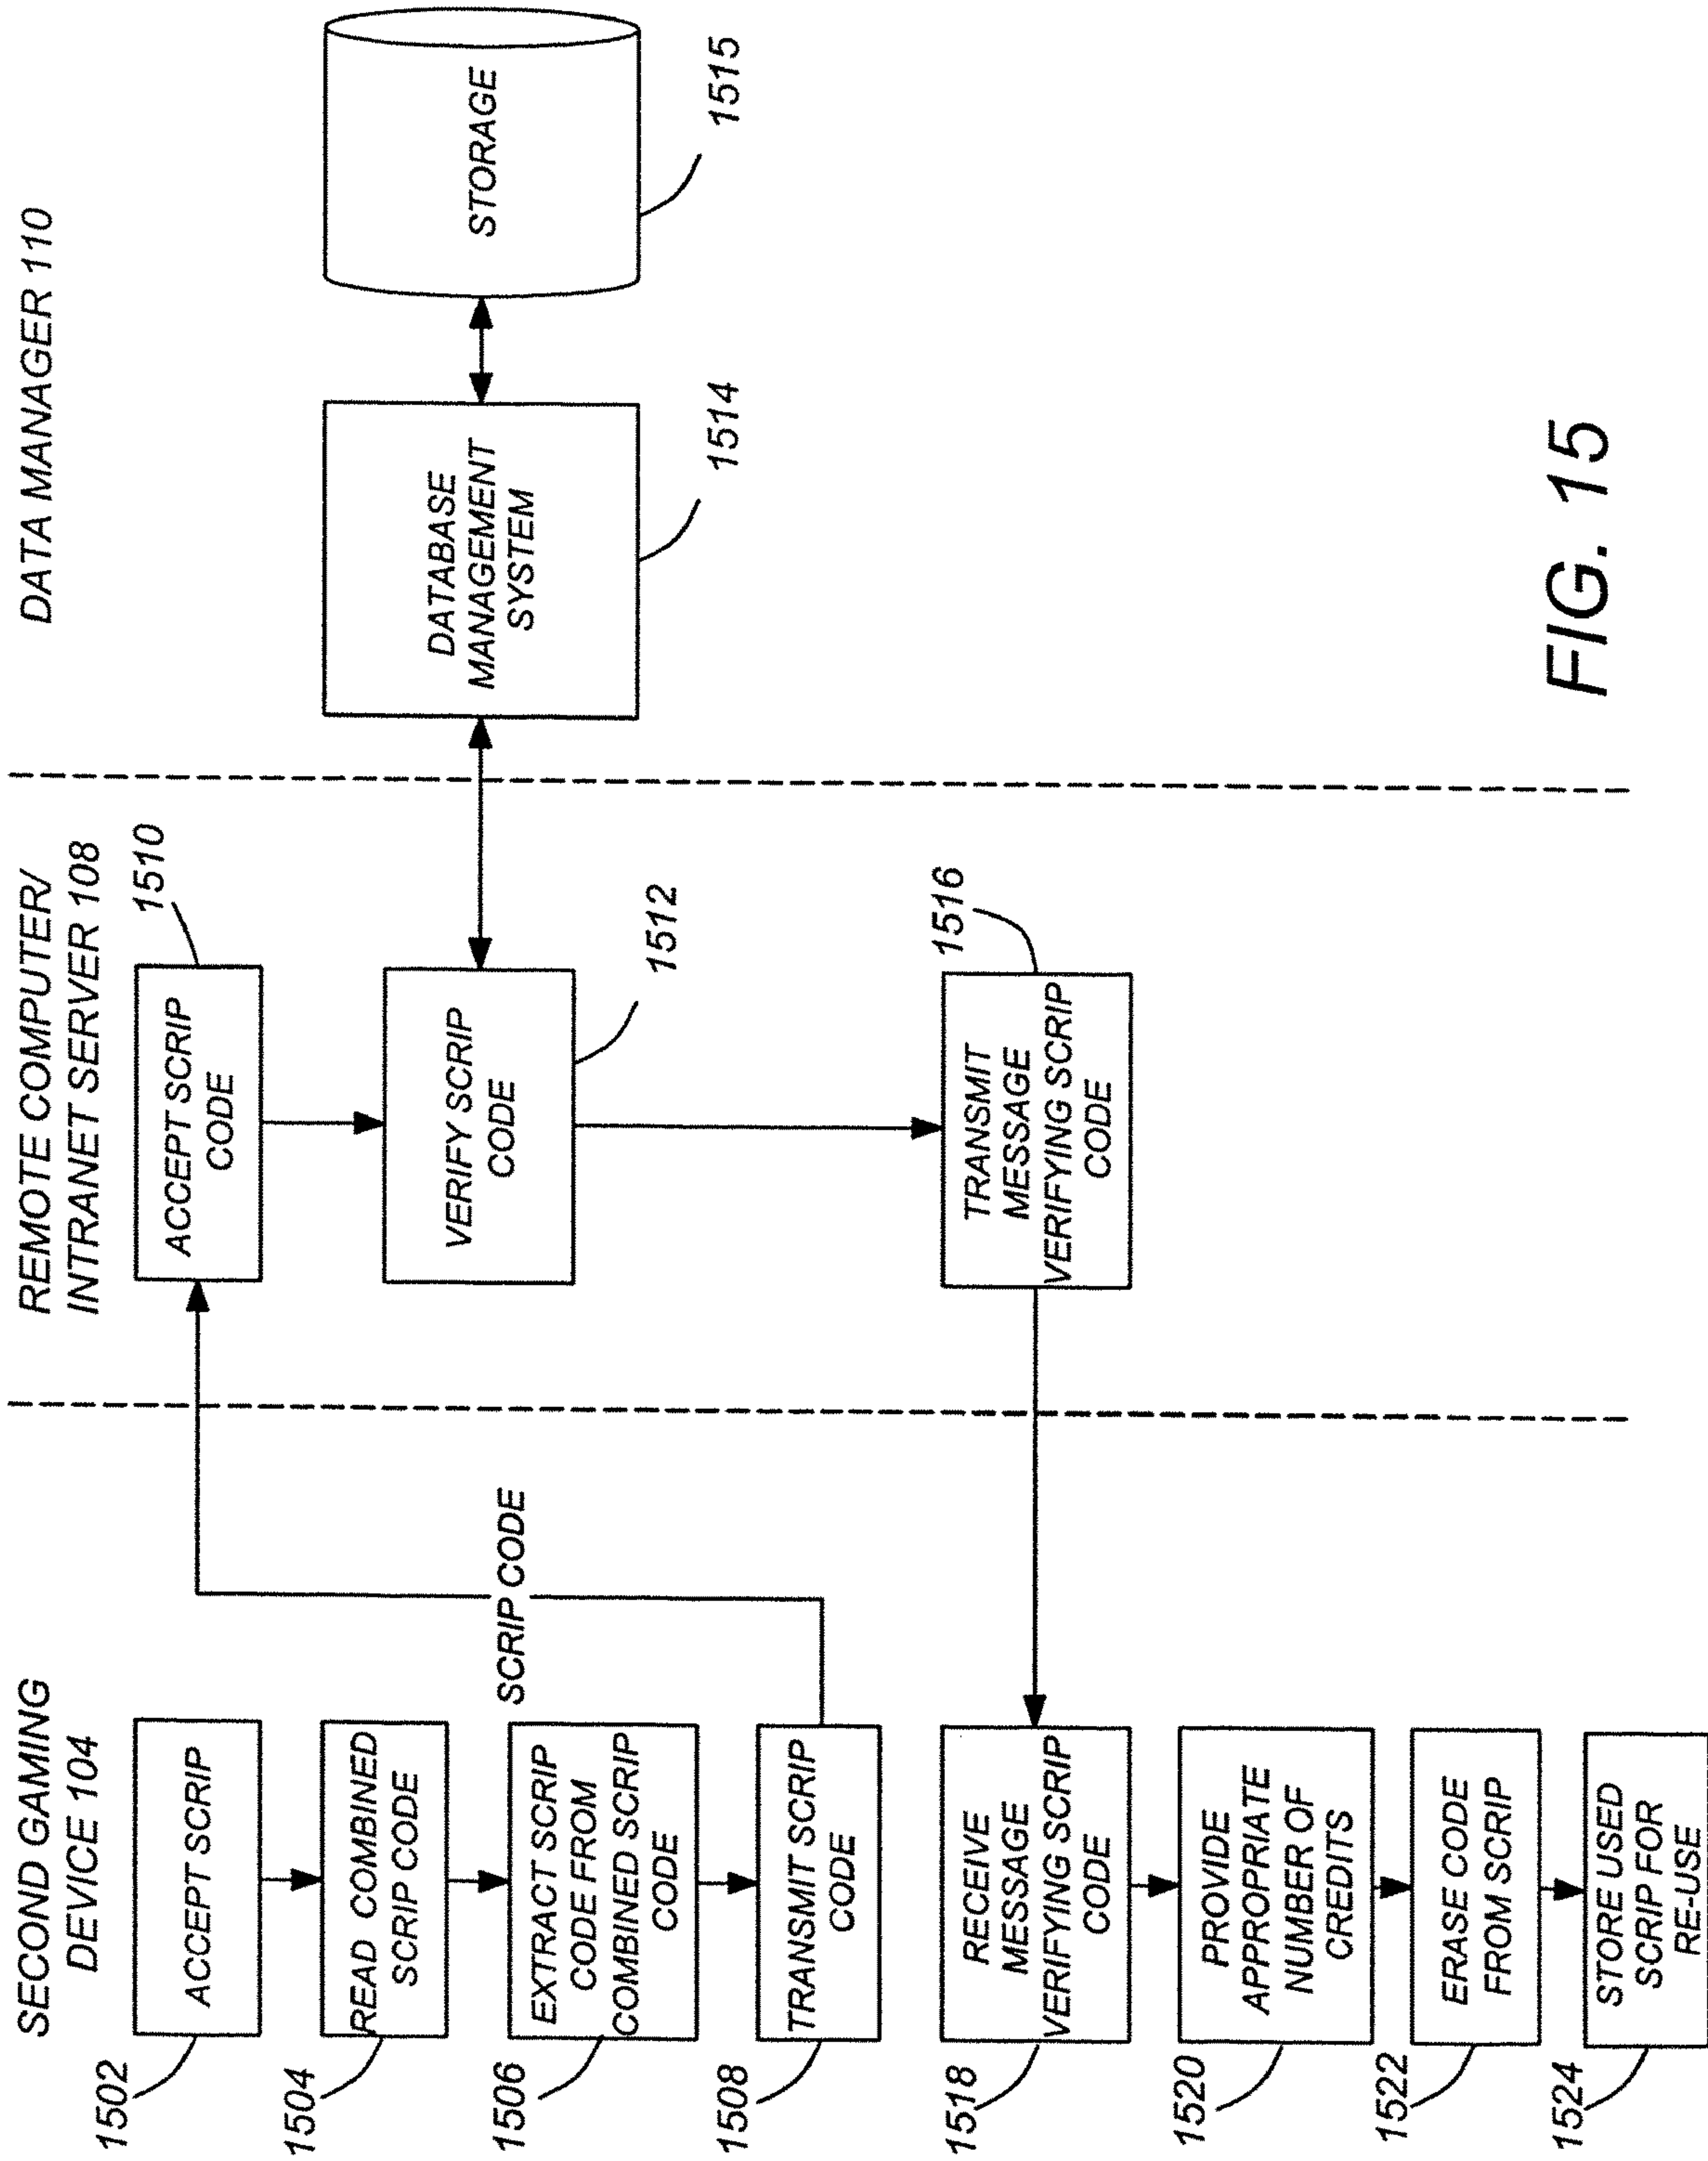 SECOND GAMING
DEVICE 104
REMOTE COMPUTER/
INTRANET SERVER 108
DATA MANAGER 110
1502
ACCEPT SCRIP
1504
READ COMBINED
SCRIP CODE
1506
EXTRACT SCRIP
CODE FROM
COMBINED SCRIP
CODE
1508
TRANSMIT SCRIP
CODE
SCRIP CODE
1510
ACCEPT SCRIP
CODE
1512
VERIFY SCRIP
CODE
DATABASE
MANAGEMENT
SYSTEM
1514
STORAGE
1515
1516
TRANSMIT
MESSAGE
VERIFYING SCRIP
CODE
1518
RECEIVE
MESSAGE
VERIFYING SCRIP
CODE
1520
PROVIDE
APPROPRIATE
NUMBER OF
CREDITS
1522
ERASE CODE
FROM SCRIP
1524
STORE USED
SCRIP FOR
RE-USE
FIG. 15